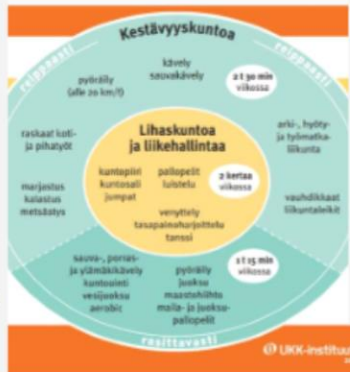 Kestävyyskuntoa
reippaasti
reippaasti
kävely
sauvakävely
2 t 30 min
viikossa
pyöräily
(alle 20 km/t)
raskaat koti-
ja pihatyöt
arki-, hyöty-
ja työmatka-
liikunta
Lihaskuntoa
ja liikehallintaa
kuntopiiri
kuntosali
jumpat
pallopelit
luistelu
2 kertaa
viikossa
marjastus
kalastus
metsästys
vauhdikkaat
liikuntaleikit
venyttely
tasapainoharjoittelu
tanssi
sauva-, porras-
ja ylämäkikävely
kuntouinti
vesijuoksu
aerobic
pyöräily
juoksu
maastohiihto
maila- ja juoksu-
pallopelit
1 t 15 min
viikossa
rasittavasti
UKK-instituu